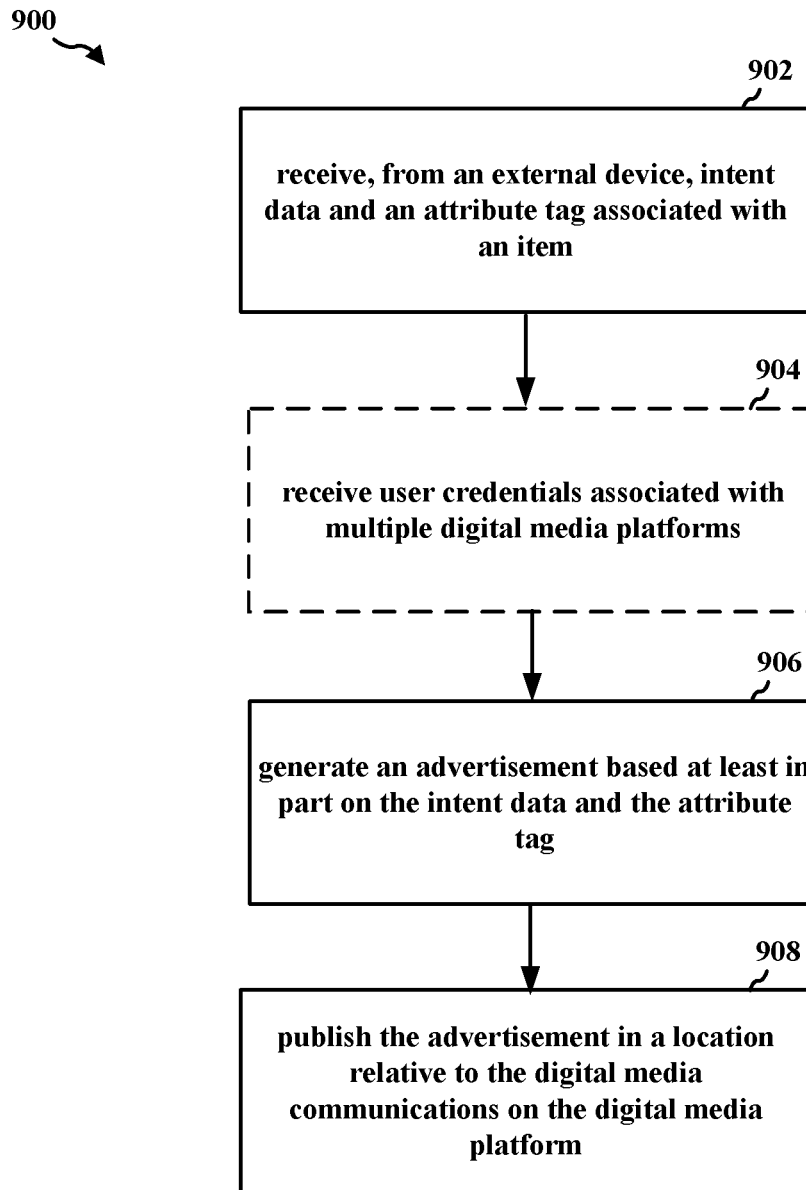 900
902
receive, from an external device, intent
data and an attribute tag associated with
an item
904
receive user credentials associated with
multiple digital media platforms
906
generate an advertisement based at least in
part on the intent data and the attribute
tag
908
publish the advertisement in a location
relative to the digital media
communications on the digital media
platform